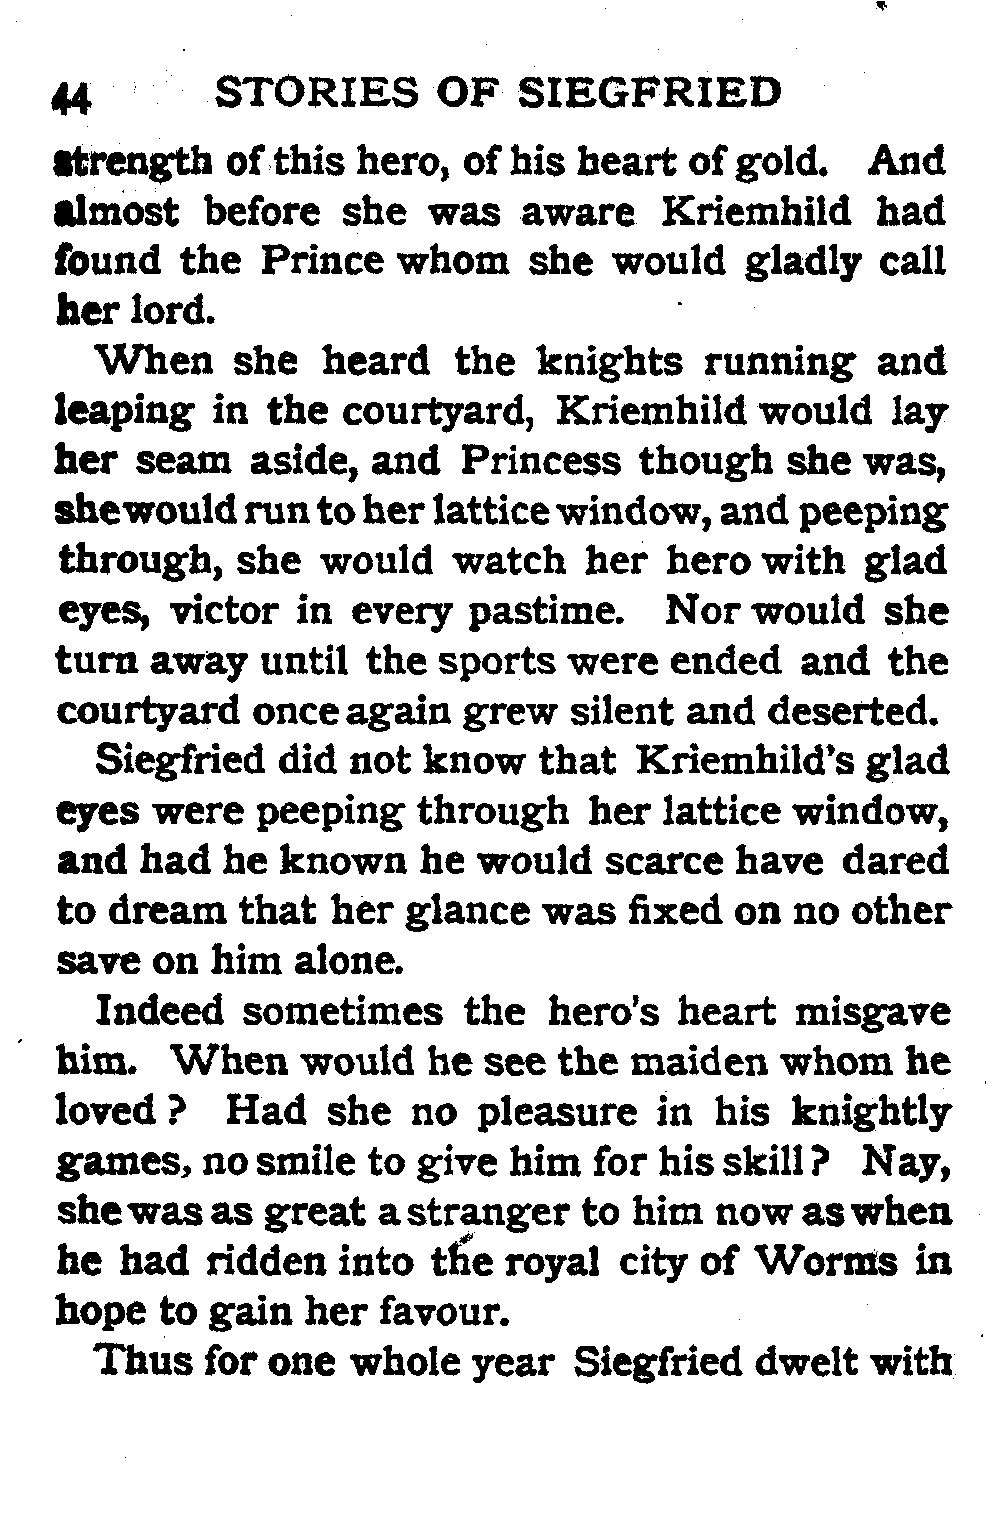 44 STORIES OF SIEGFRIED
strength of this hero, of his heart of gold. And
almost before she was aware Kriemhild had
found the Prince whom she would gladly call
her lord.
When she heard the knights running and
leaping in the courtyard, Kriemhild would lay
her seam aside, and Princess though she was,
she would run to her lattice window, and peeping
through, she would watch her hero with glad
eyes, victor in every pastime. Nor would she
turn away until the sports were ended and the
courtyard once again grew silent and deserted.
Siegfried did not know that Kriemhild's glad
eyes were peeping through her lattice window,
and had he known he would scarce have dared
to dream that her glance was fixed on no other
save on him alone.
Indeed sometimes the hero's heart misgave
him. When would he see the maiden whom he
loved? Had she no pleasure in his knightly
games, no smile to give him for his skill? Nay,
she was as great a stranger to him now as when
he had ridden into the royal city of Worms in
hope to gain her favour.
Thus for one whole year Siegfried dwelt with